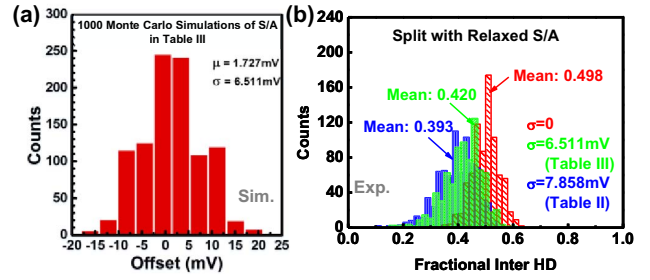 (a)
1000 Monte Carlo Simulations of S/A
in Table III
μ = 1.727mV
σ = 6.511mV
Sim.
Counts
300
250
200
150
100
50
0
-20 -15 -10 -5 0 5 10 15 20 25
Offset (mV)
(b)
Split with Relaxed S/A
Mean: 0.498
Mean: 0.420
Mean: 0.393
σ=0
σ=6.511mV
(Table III)
σ=7.858mV
(Table II)
Exp.
Counts
240
200
160
120
80
40
0
0.0 0.2 0.4 0.6 0.8 1.0
Fractional Inter HD